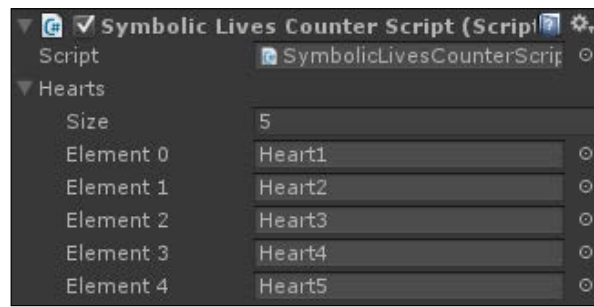 Symbolic Lives Counter Script (Script
Script SymbolicLivesCounterScrip
Hearts
Size 5
Element 0 Heart1
Element 1 Heart2
Element 2 Heart3
Element 3 Heart4
Element 4 Heart5